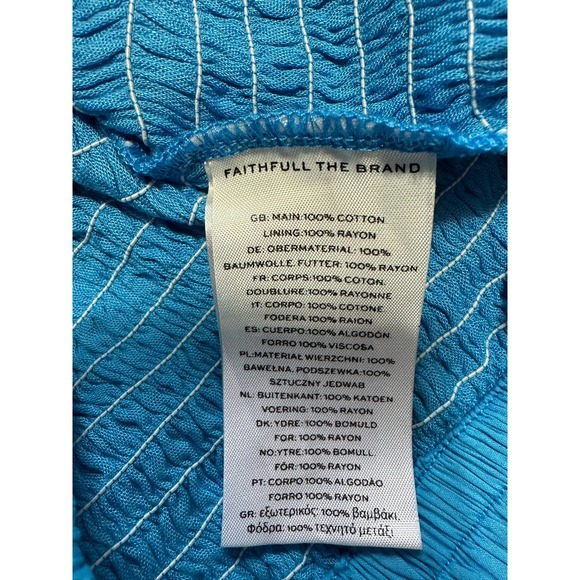 FAITHFULL THE BRAND
GB: MAIN:100% COTTON
LINING:100% RAYON
DE: OBERMATERIAL: 100%
BAUMWOLLE. FUTTER: 100% RAYON
FR: CORPS:100% COTON.
DOUBLURE:100% RAYONNE
IT: CORPO: 100% COTONE
FODERA 100% RAION
ES: CUERPO:100% ALGODÓN.
FORRO 100% VISCOSA
PL:MATERIAŁ WIERZCHNI: 100%
BAWEŁNA. PODSZEWKA:100%
SZTUCZNY JEDWAB
NL: BUITENKANT: 100% KATOEN
VOERING: 100% RAYON
DK: YDRE: 100% BOMULD
FOR: 100% RAYON
NO:YTRE:100% BOMULL.
FÔR: 100% RAYON
PT: CORPO 100% ALGODÃO
FORRO 100% RAYON
GR: εξωτερικός: 100% βαμβάκι.
Φόδρα: 100% τεχνητό μετάξι